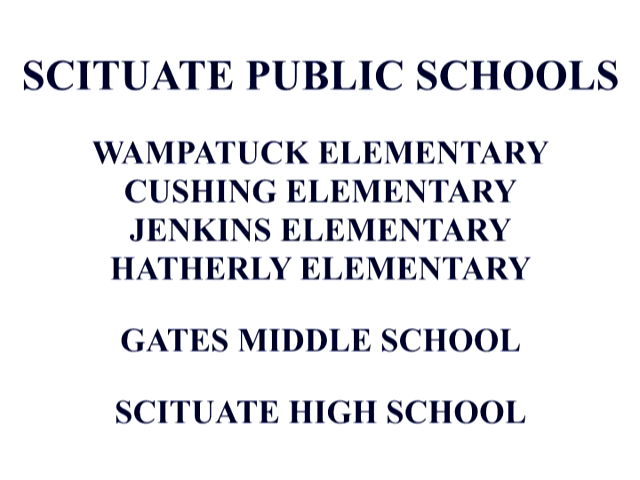 SCITUATE PUBLIC SCHOOLS
WAMPATUCK ELEMENTARY
CUSHING ELEMENTARY
JENKINS ELEMENTARY
HATHERLY ELEMENTARY
GATES MIDDLE SCHOOL
SCITUATE HIGH SCHOOL